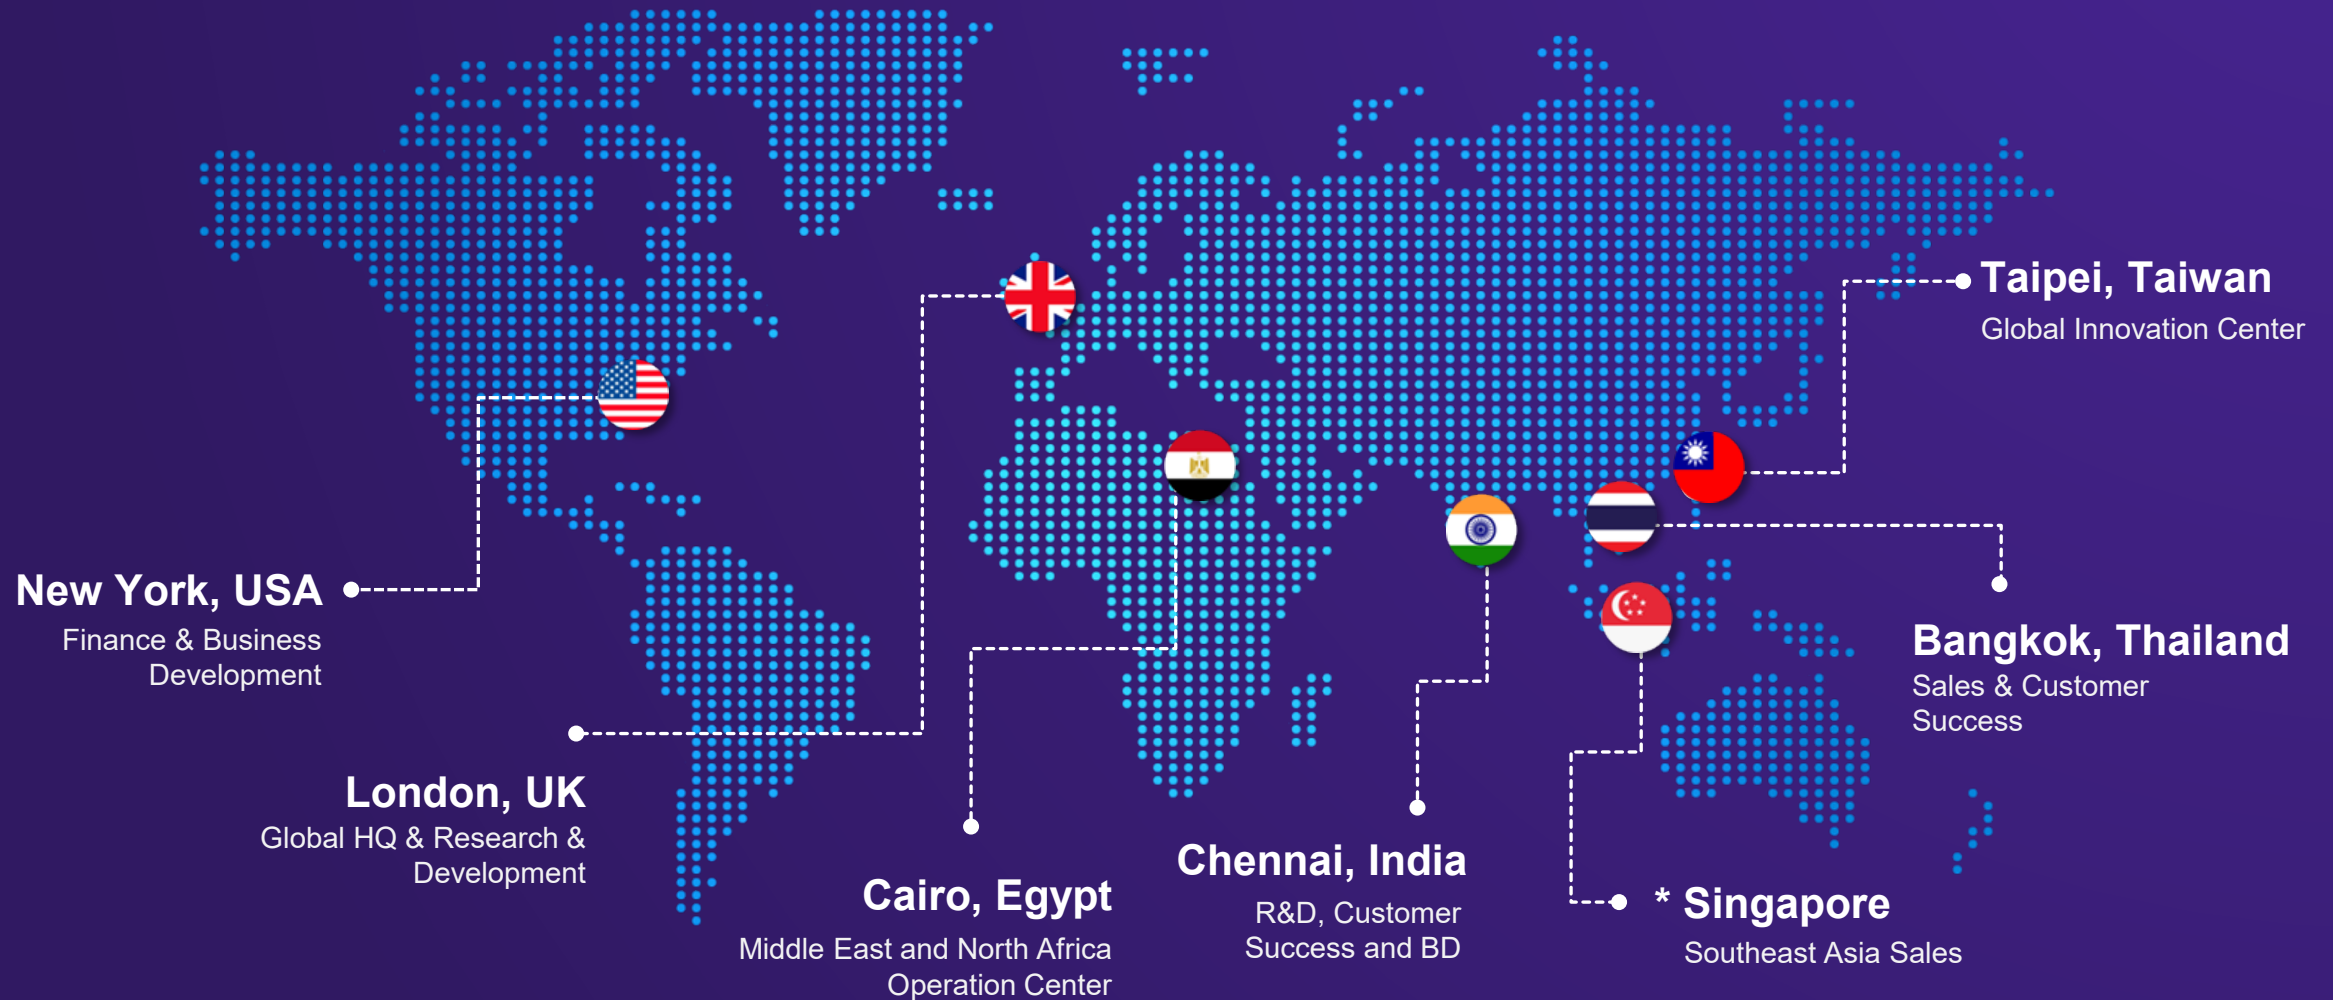 Taipei, Taiwan
Global Innovation Center
New York, USA
Finance & Business
Development
Bangkok, Thailand
Sales & Customer
Success
London, UK
Global HQ & Research &
Development
Cairo, Egypt
Middle East and North Africa
Operation Center
Chennai, India
R&D, Customer
Success and BD
* Singapore
Southeast Asia Sales